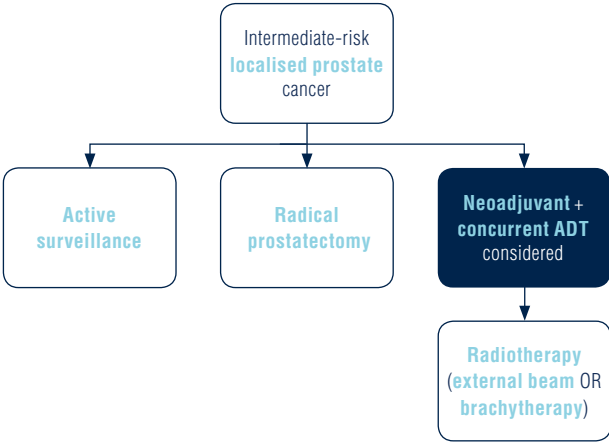 Intermediate-risk
localised prostate
cancer
Active
surveillance
Radical
prostatectomy
Neoadjuvant +
concurrent ADT
considered
Radiotherapy
(external beam OR
brachytherapy)